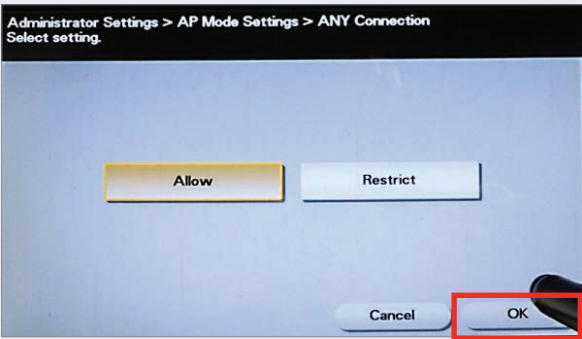 Administrator Settings > AP Mode Settings > ANY Connection
Select setting.
Allow
Restrict
Cancel
OK